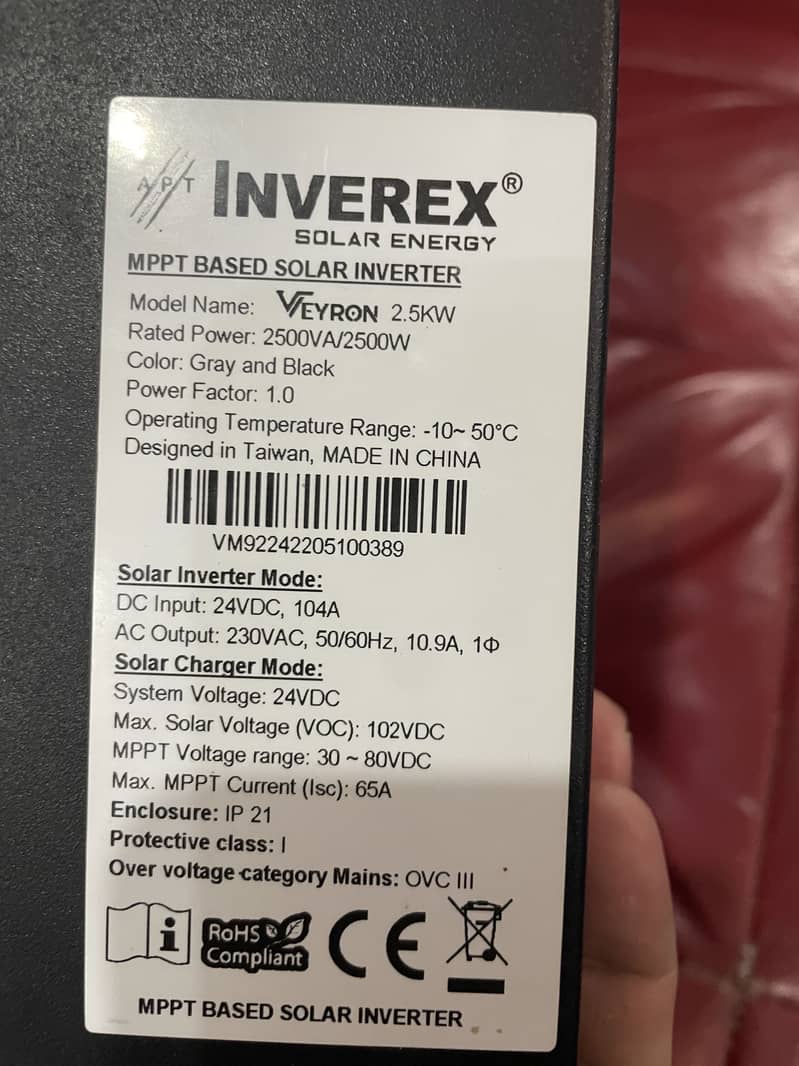 APT INVEREX®
SOLAR ENERGY
MPPT BASED SOLAR INVERTER
Model Name: VEYRON 2.5KW
Rated Power: 2500VA/2500W
Color: Gray and Black
Power Factor: 1.0
Operating Temperature Range: -10~ 50°C
Designed in Taiwan, MADE IN CHINA
VM92242205100389
Solar Inverter Mode:
DC Input: 24VDC, 104A
AC Output: 230VAC, 50/60Hz, 10.9A, 1Φ
Solar Charger Mode:
System Voltage: 24VDC
Max. Solar Voltage (VOC): 102VDC
MPPT Voltage range: 30 ~ 80VDC
Max. MPPT Current (Isc): 65A
Enclosure: IP 21
Protective class: I
Over voltage category Mains: OVC III
i RoHS CE
Compliant
MPPT BASED SOLAR INVERTER